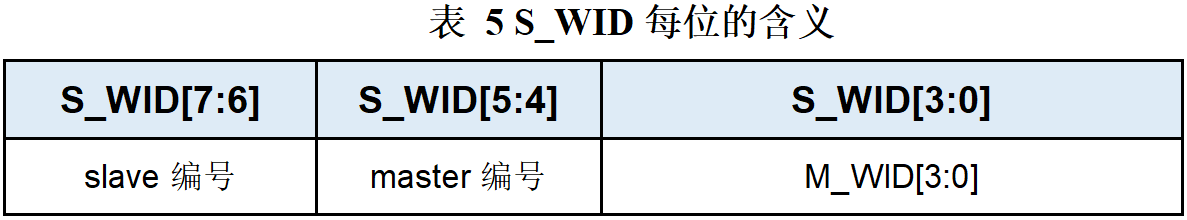 表 5 S_WID 每位的含义
S_WID[7:6] S_WID[5:4] S_WID[3:0]
slave 编号 master 编号 M_WID[3:0]